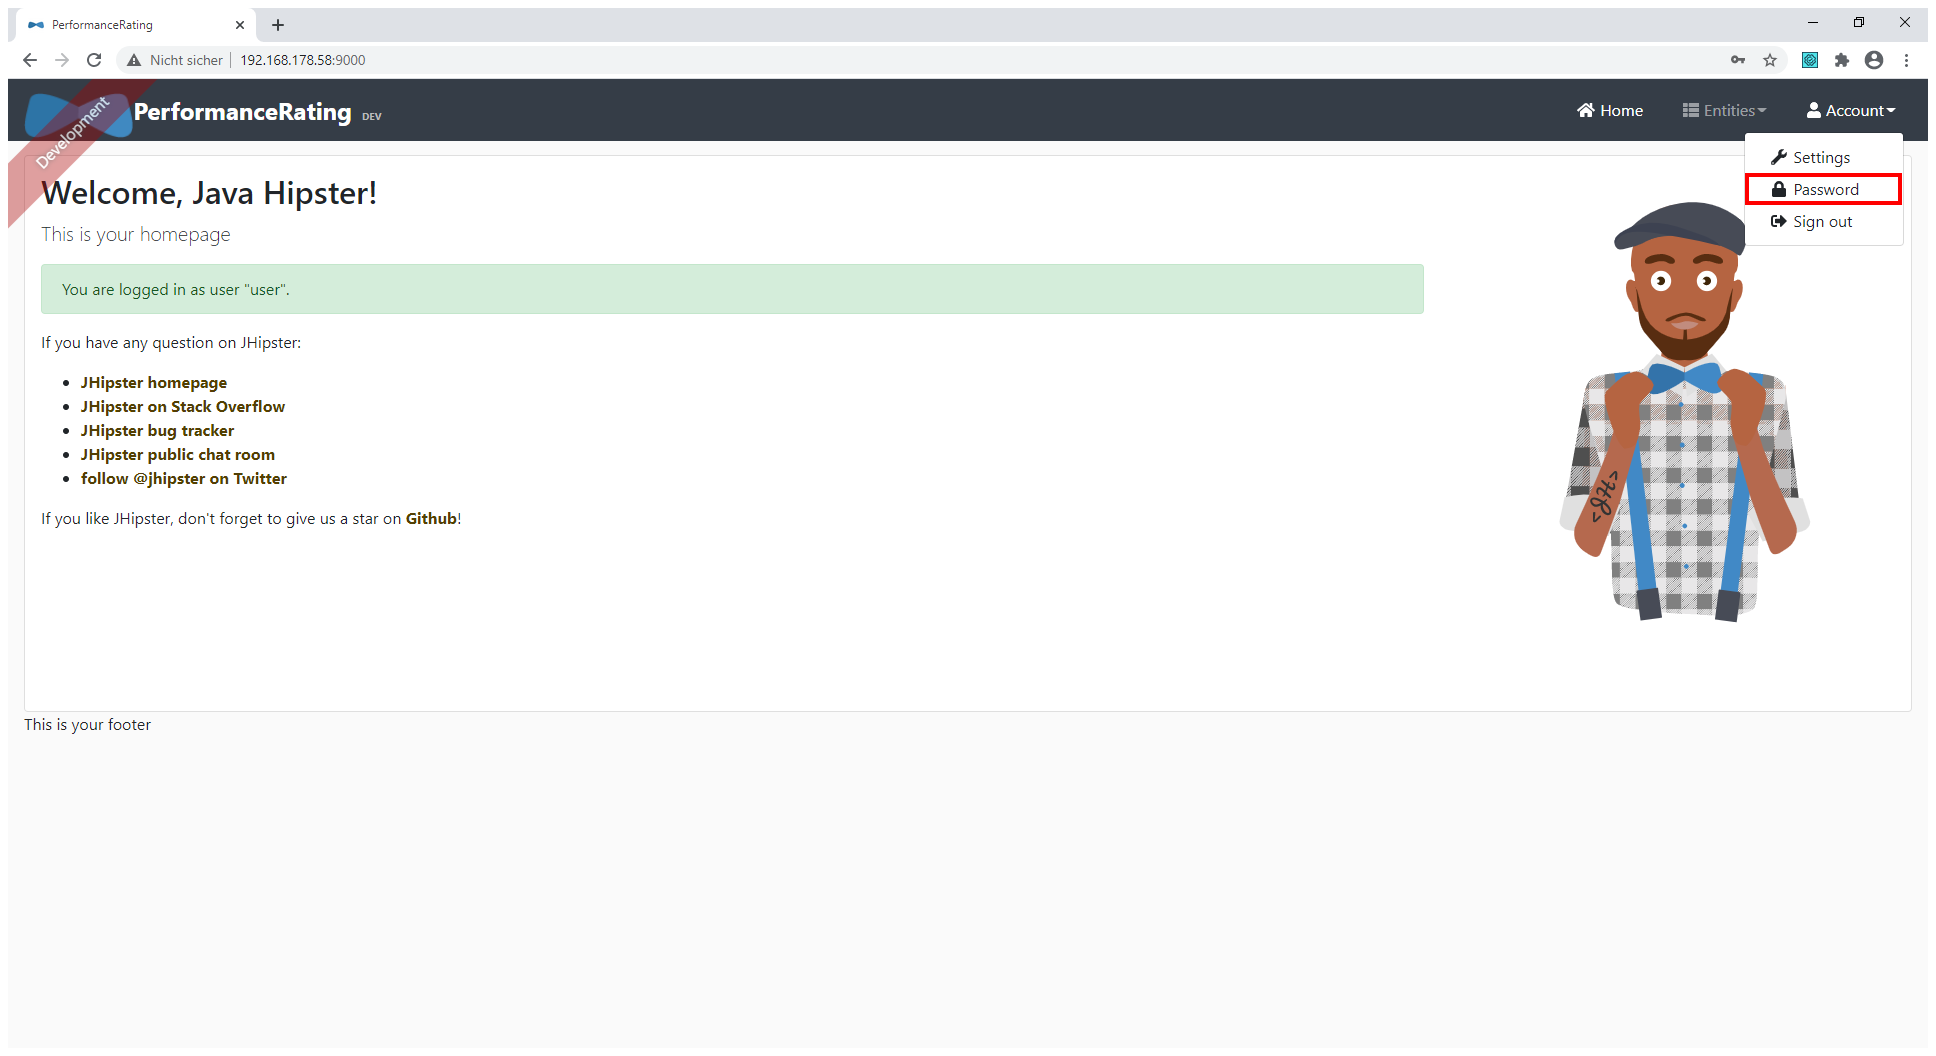 PerformanceRating
Nicht sicher 192.168.178.58:9000
Development
PerformanceRating DEV
Home Entities Account
Settings
Password
Sign out
Welcome, Java Hipster!
This is your homepage
You are logged in as user "user".
If you have any question on JHipster:
JHipster homepage
JHipster on Stack Overflow
JHipster bug tracker
JHipster public chat room
follow @jhipster on Twitter
If you like JHipster, don't forget to give us a star on Github!
<JH>
This is your footer